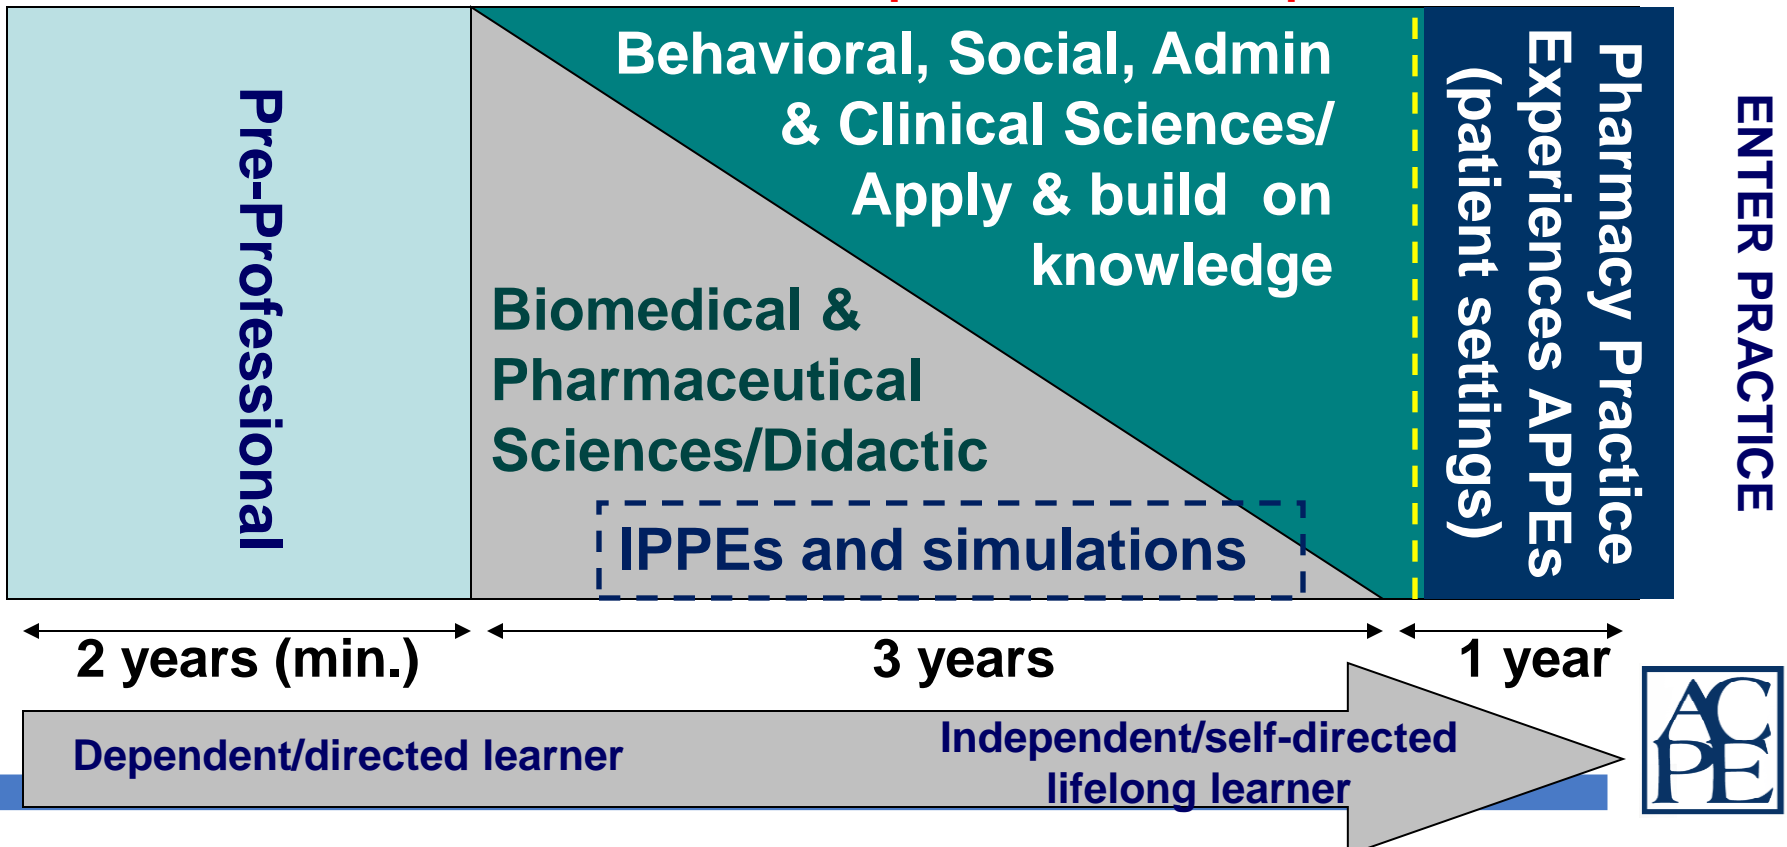 Pre-Professional
Behavioral, Social, Admin
& Clinical Sciences/
Apply & build on
knowledge
Biomedical &
Pharmaceutical
Sciences/Didactic
IPPEs and simulations
Pharmacy Practice
Experiences APPEs
(patient settings)
ENTER PRACTICE
2 years (min.)
3 years
1 year
Dependent/directed learner
Independent/self-directed
lifelong learner
ACPE